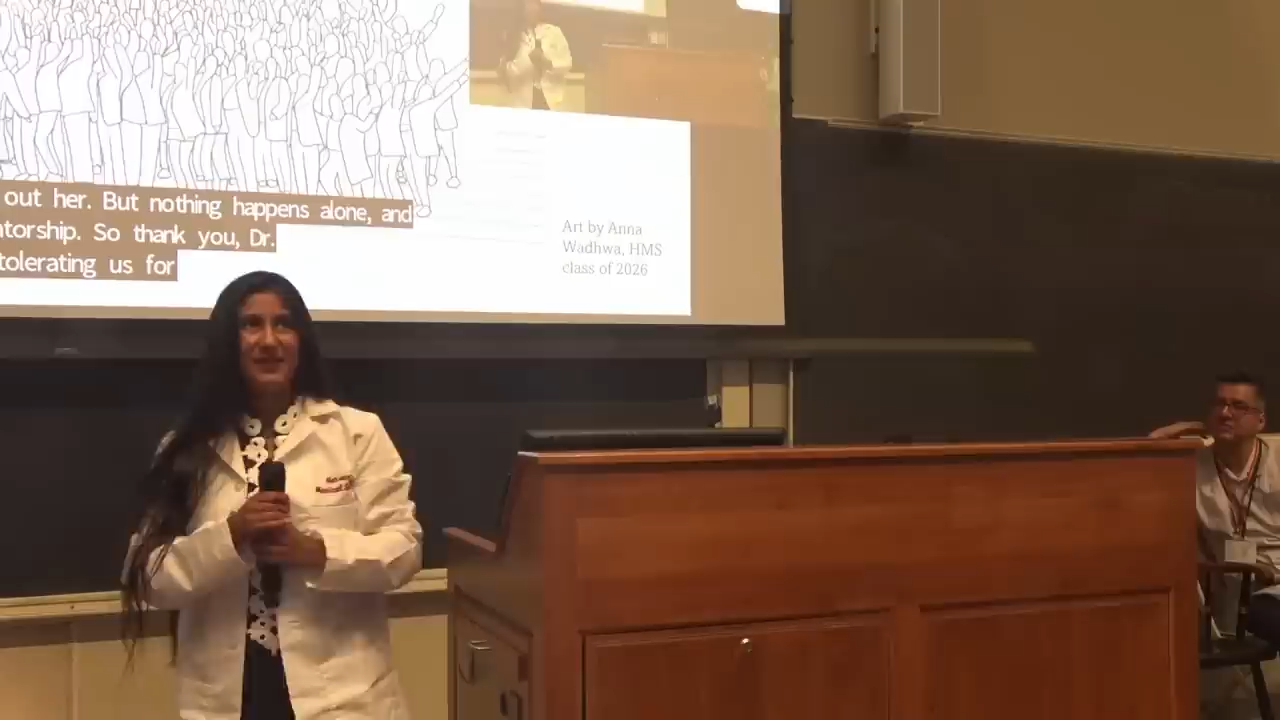 out her. But nothing happens alone, and
torship. So thank you, Dr.
tolerating us for
Art by Anna
Wadhwa, HMS
class of 2026